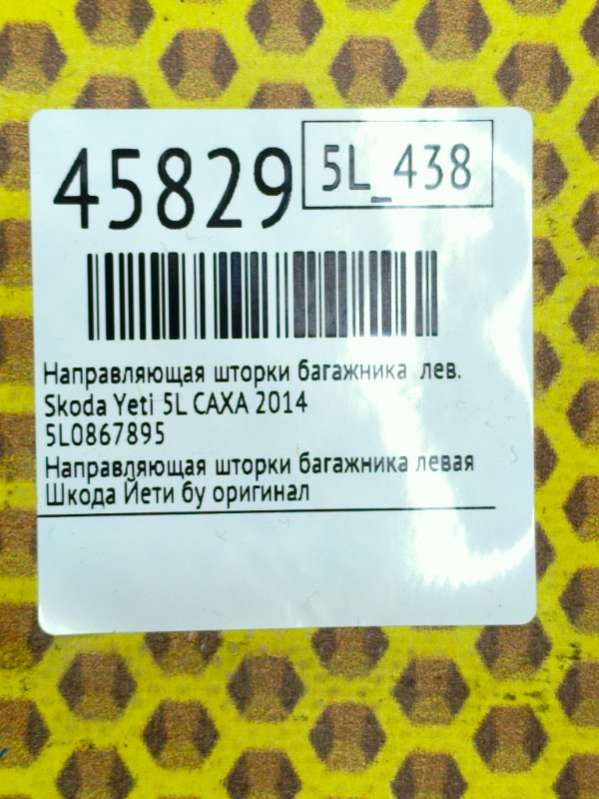 45829
5L_438
Направляющая шторки багажника лев.
Skoda Yeti 5L CAXA 2014
5L0867895
Направляющая шторки багажника левая
Шкода Йети бу оригинал